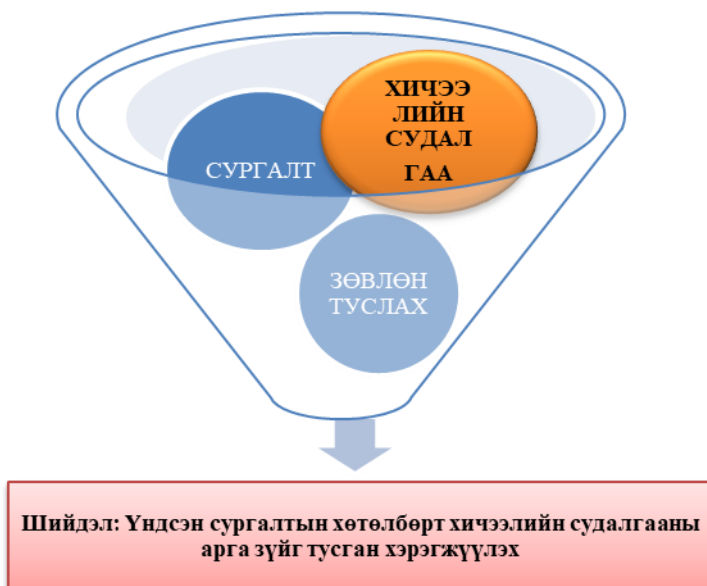 ХИЧЭЭ
ЛИЙН
СУДАЛ
ГАА
СУРГАЛТ
ЗӨВЛӨН
ТУСЛАХ
Шийдэл: Үндсэн сургалтын хөтөлбөрт хичээлийн судалгааны
арга зүйг тусган хэрэгжүүлэх